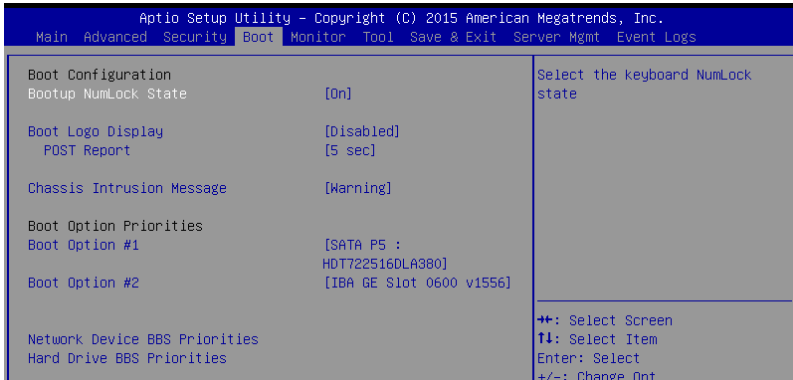 Aptio Setup Utility – Copyright (C) 2015 American Megatrends, Inc.
Main Advanced Security Boot Monitor Tool Save & Exit Server Mgmt Event Logs
Boot Configuration
Bootup NumLock State [On]
Boot Logo Display [Disabled]
POST Report [5 sec]
Chassis Intrusion Message [Warning]
Boot Option Priorities
Boot Option #1 [SATA P5 :
HDT722516DLA380]
Boot Option #2 [IBA GE Slot 0600 v1556]
Network Device BBS Priorities
Hard Drive BBS Priorities
Select the keyboard NumLock
state
→←: Select Screen
↑↓: Select Item
Enter: Select
+/-: Change Opt.